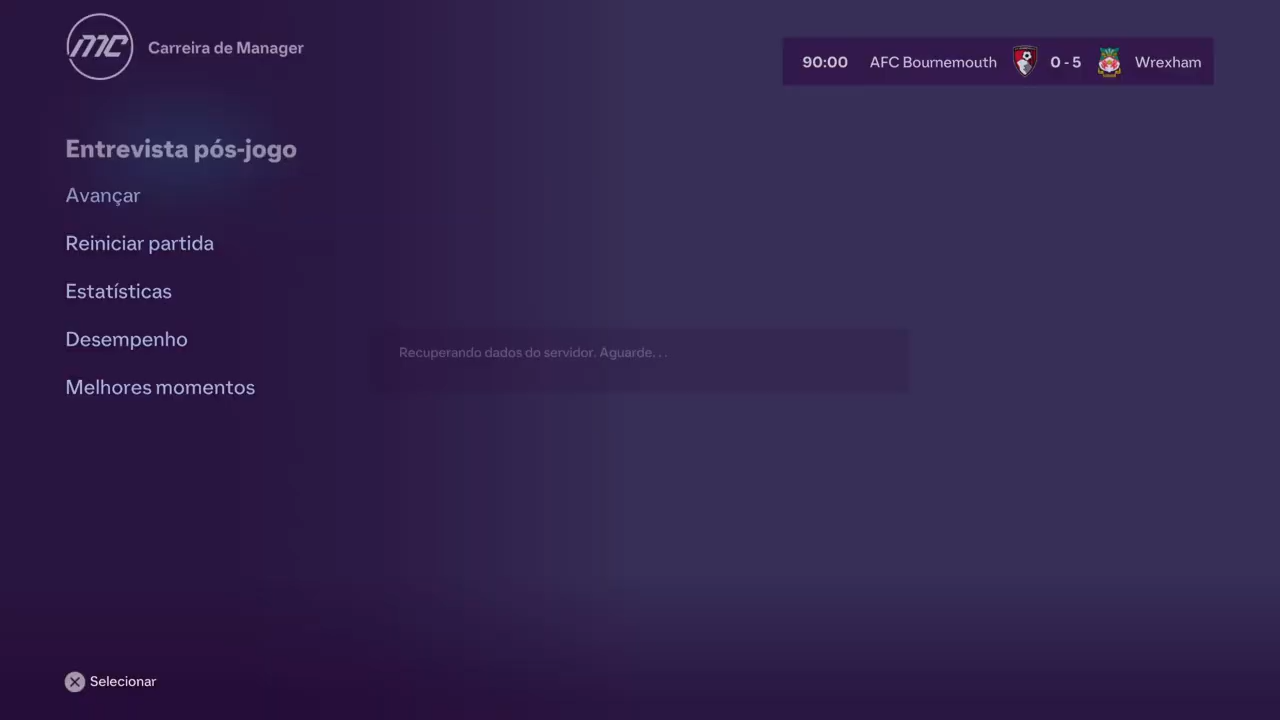 MC Carreira de Manager
90:00 AFC Bournemouth 0 - 5 Wrexham
Entrevista pós-jogo
Avançar
Reiniciar partida
Estatísticas
Desempenho
Melhores momentos
Recuperando dados do servidor. Aguarde...
Selecionar